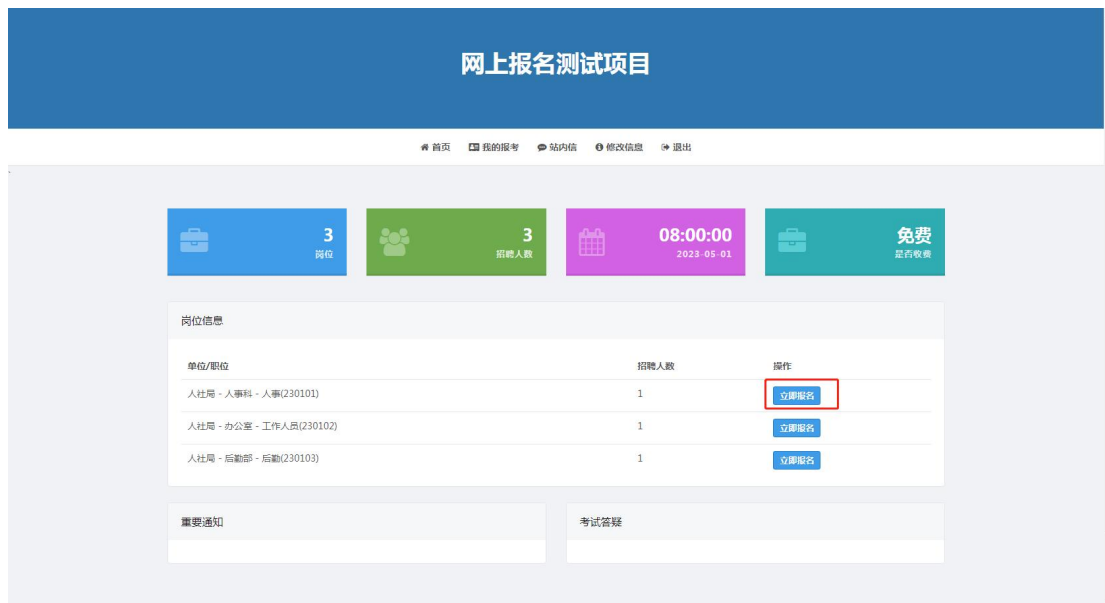 网上报名测试项目
首页 我的报考 站内信 修改信息 退出
3 3 08:00:00 免费
岗位 招聘人数 2023-05-01 是否收费
岗位信息
单位/职位 招聘人数 操作
人社局 - 人事科 - 人事(230101) 1 立即报名
人社局 - 办公室 - 工作人员(230102) 1 立即报名
人社局 - 后勤部 - 后勤(230103) 1 立即报名
重要通知 考试答疑